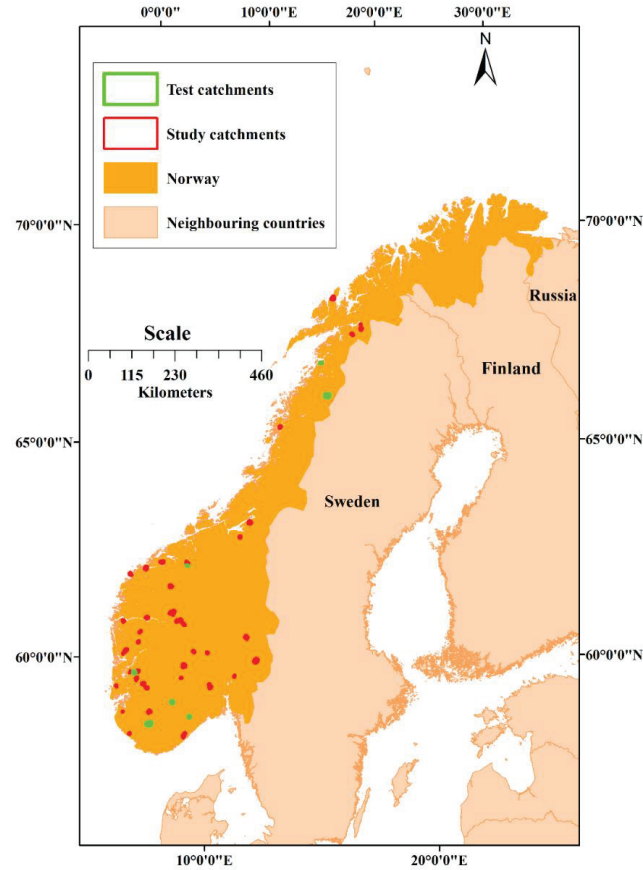 0°0'0" 10°0'0"E 20°0'0"E 30°0'0"E
N
Test catchments
Study catchments
Norway
Neighbouring countries
70°0'0"N 70°0'0"N
Russia
Scale
0 115 230 460
Kilometers
Finland
65°0'0"N 65°0'0"N
Sweden
60°0'0"N 60°0'0"N
10°0'0"E 20°0'0"E